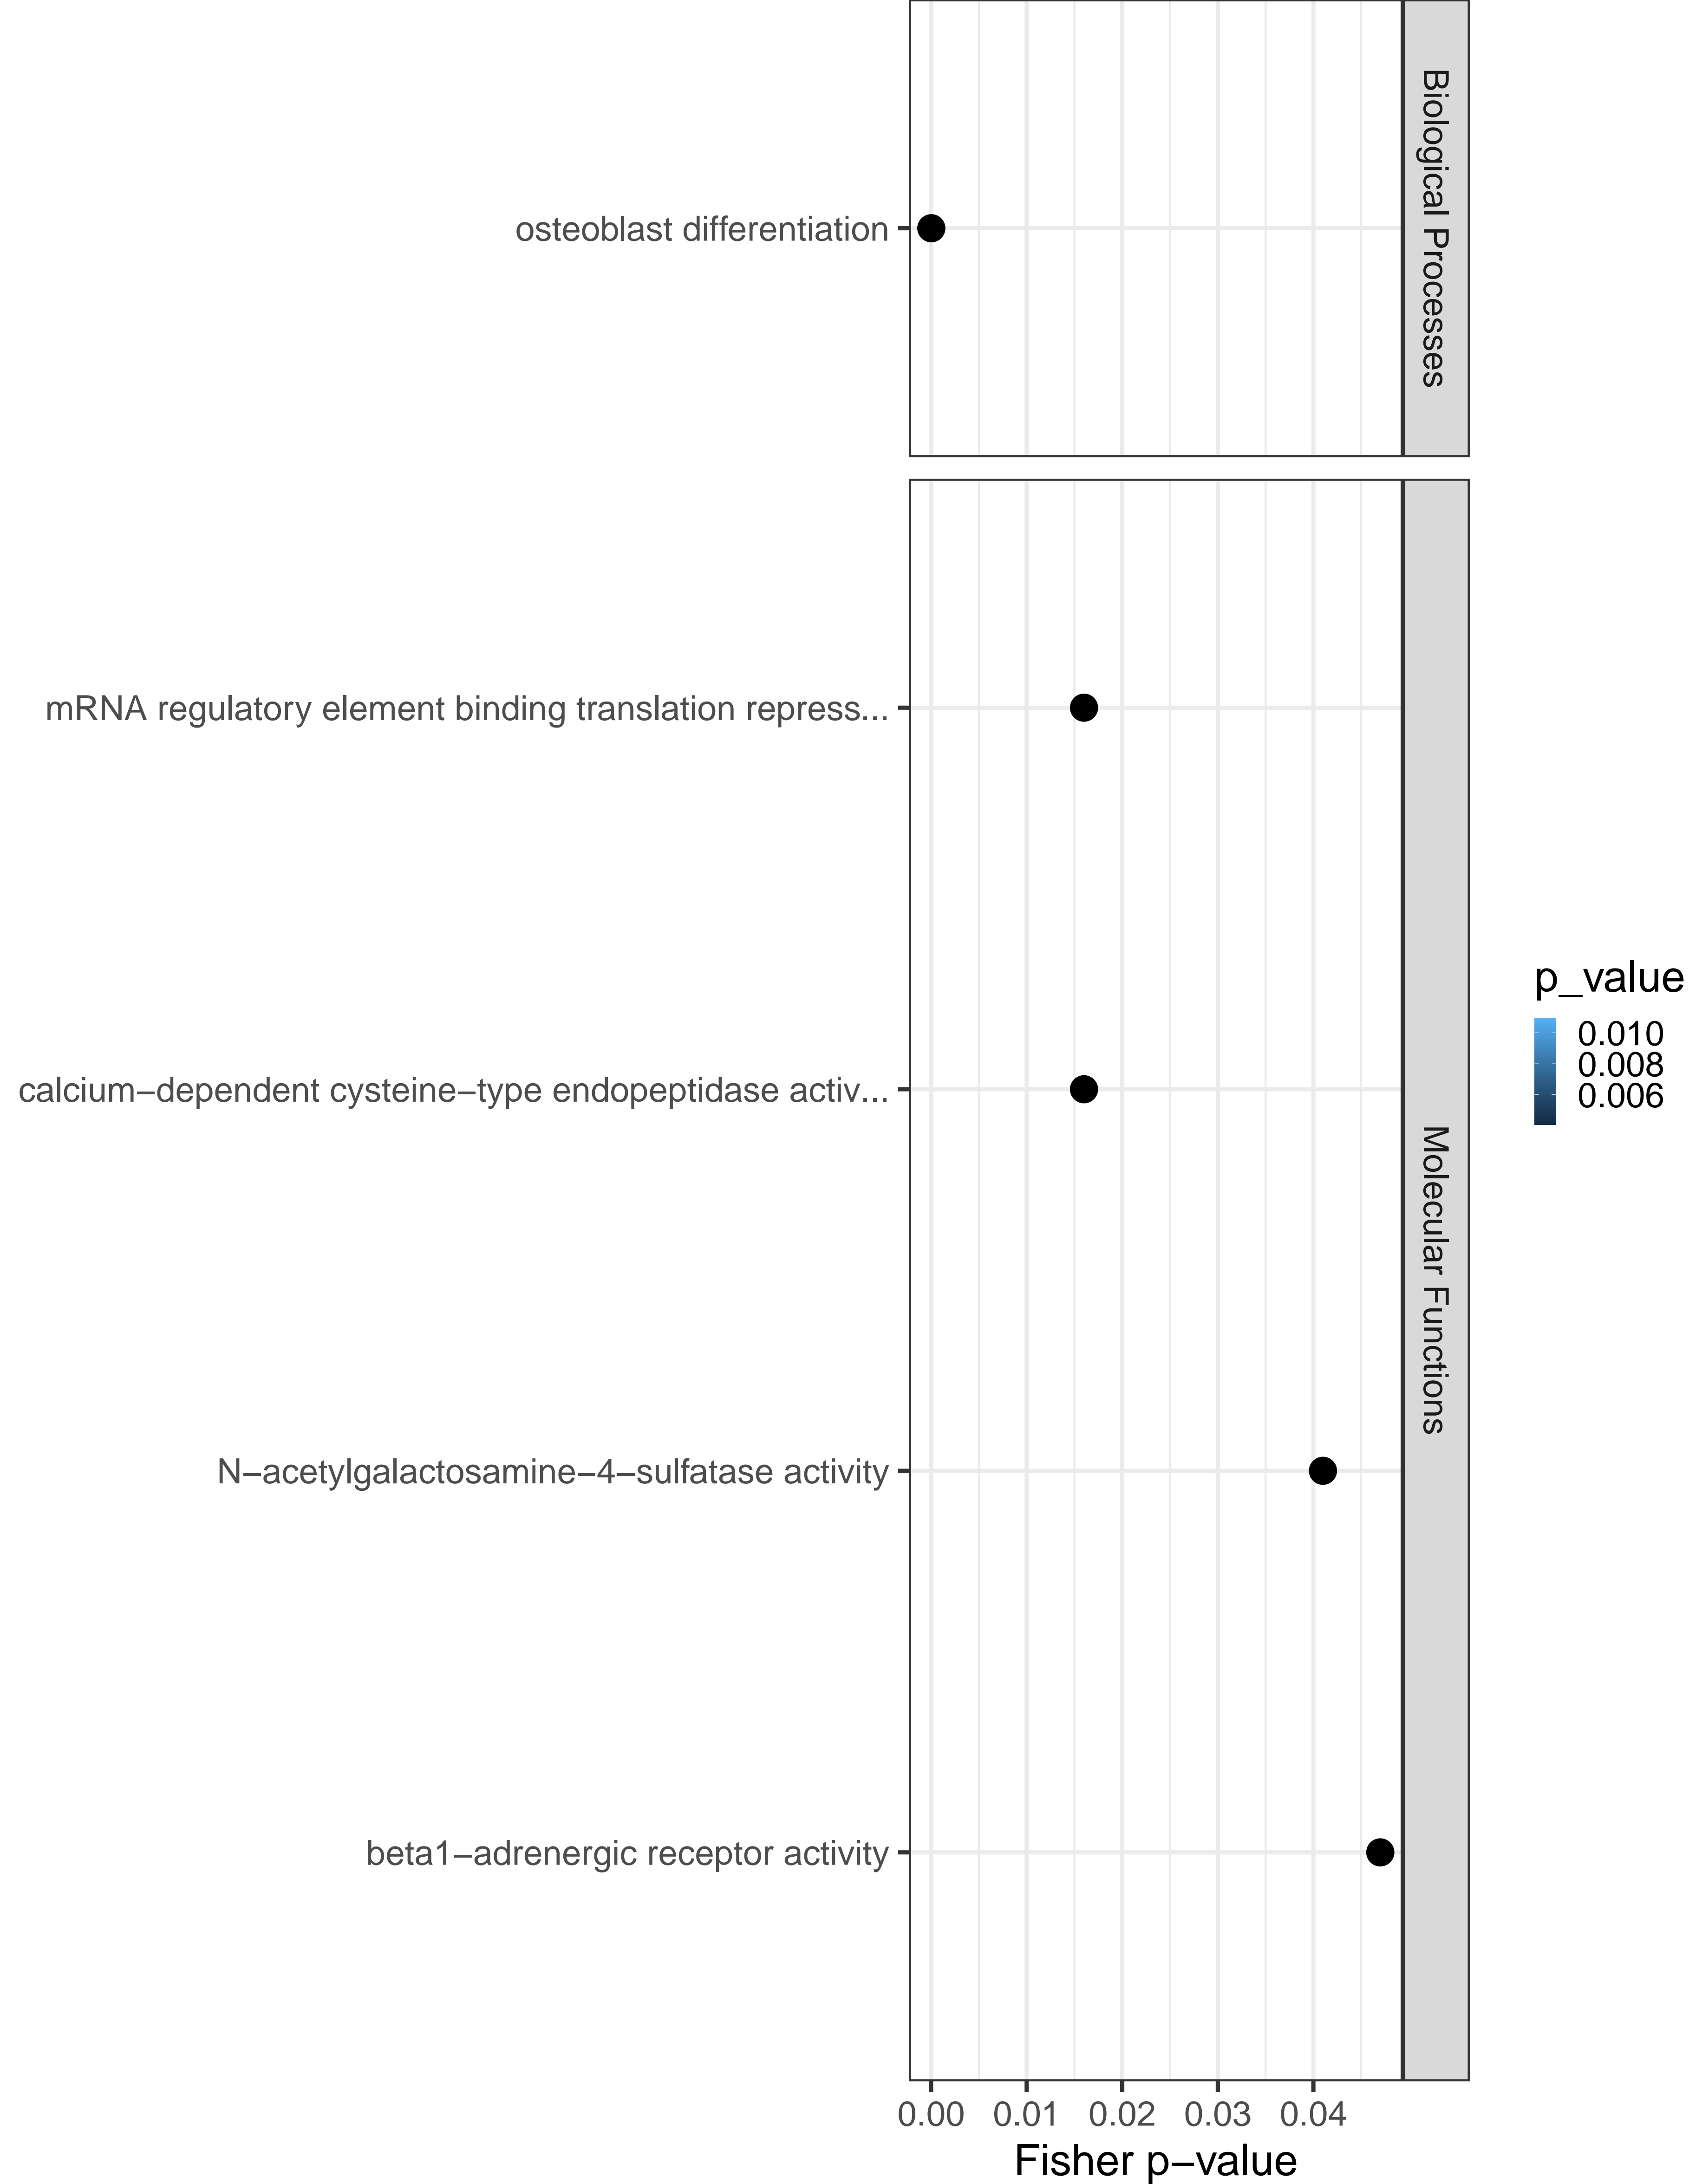 Biological Processes
osteoblast differentiation
mRNA regulatory element binding translation repress...
calcium−dependent cysteine−type endopeptidase activ...
N−acetylgalactosamine−4−sulfatase activity
beta1−adrenergic receptor activity
Molecular Functions
0.00 0.01 0.02 0.03 0.04
Fisher p−value
p_value
0.010
0.008
0.006